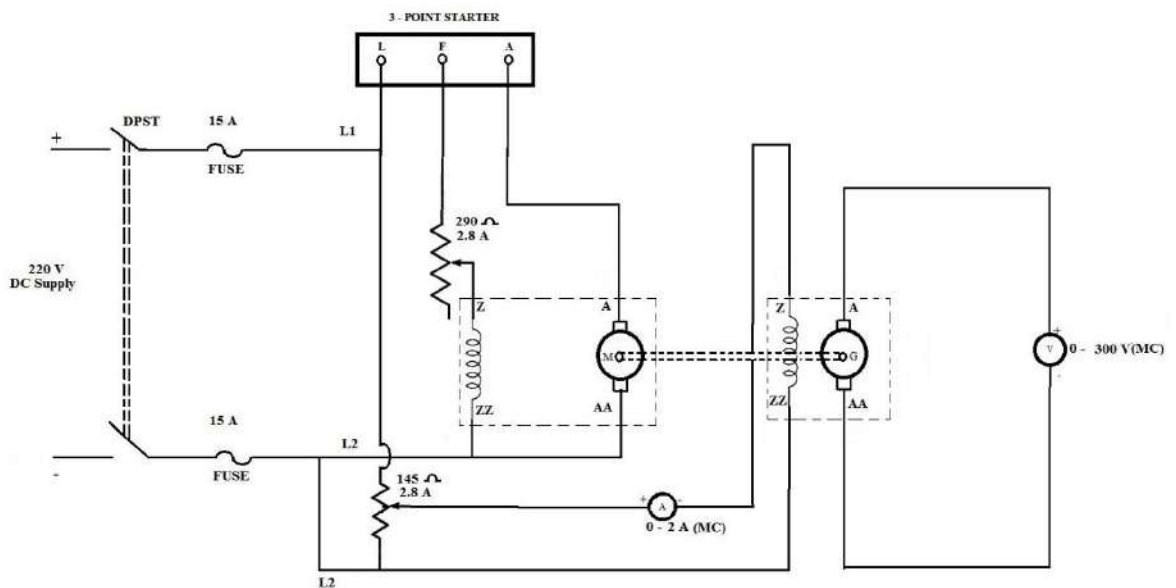 3 - POINT STARTER
L F A
DPST
15 A
L1
+
FUSE
290 Ω
2.8 A
220 V
DC Supply
Z
A
Z
A
+
M
G
V
0 - 300 V(MC)
-
ZZ
AA
ZZ
AA
15 A
L2
-
FUSE
145 Ω
2.8 A
+
A
-
0 - 2 A (MC)
L2